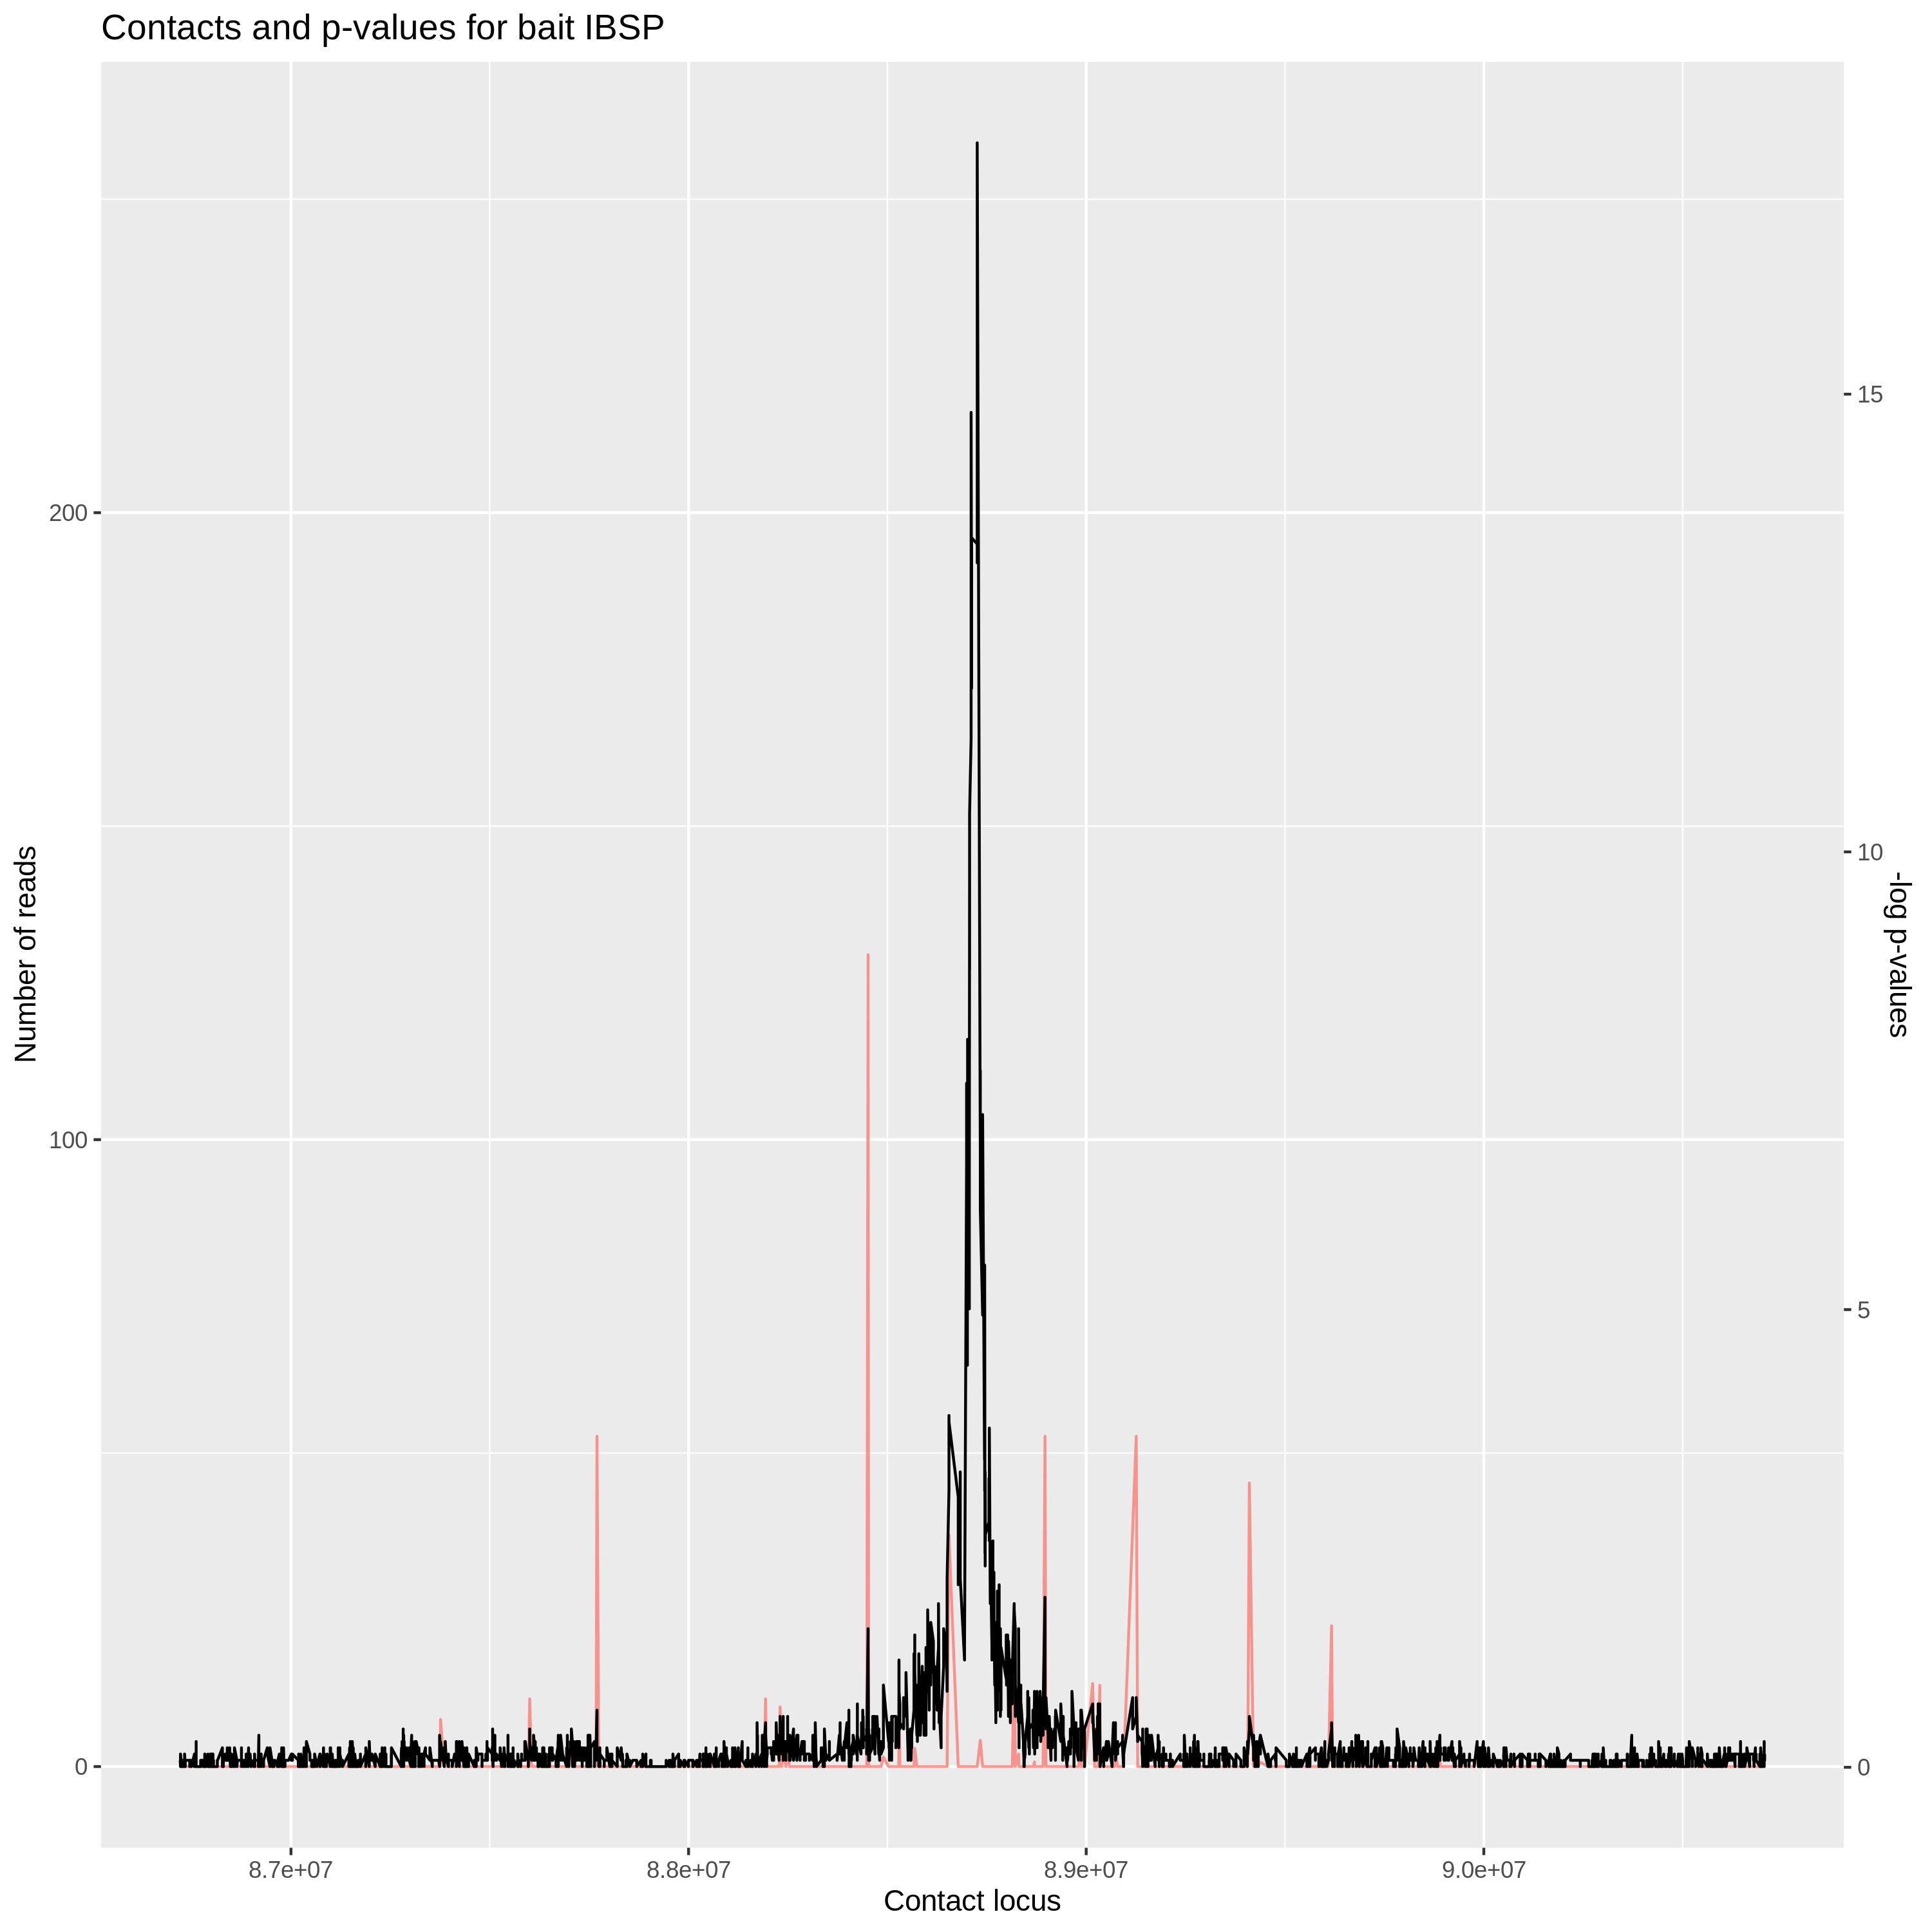 Contacts and p-values for bait IBSP
Number of reads
200
100
0
15
10
5
0
-log p-values
8.7e+07
8.8e+07
8.9e+07
9.0e+07
Contact locus